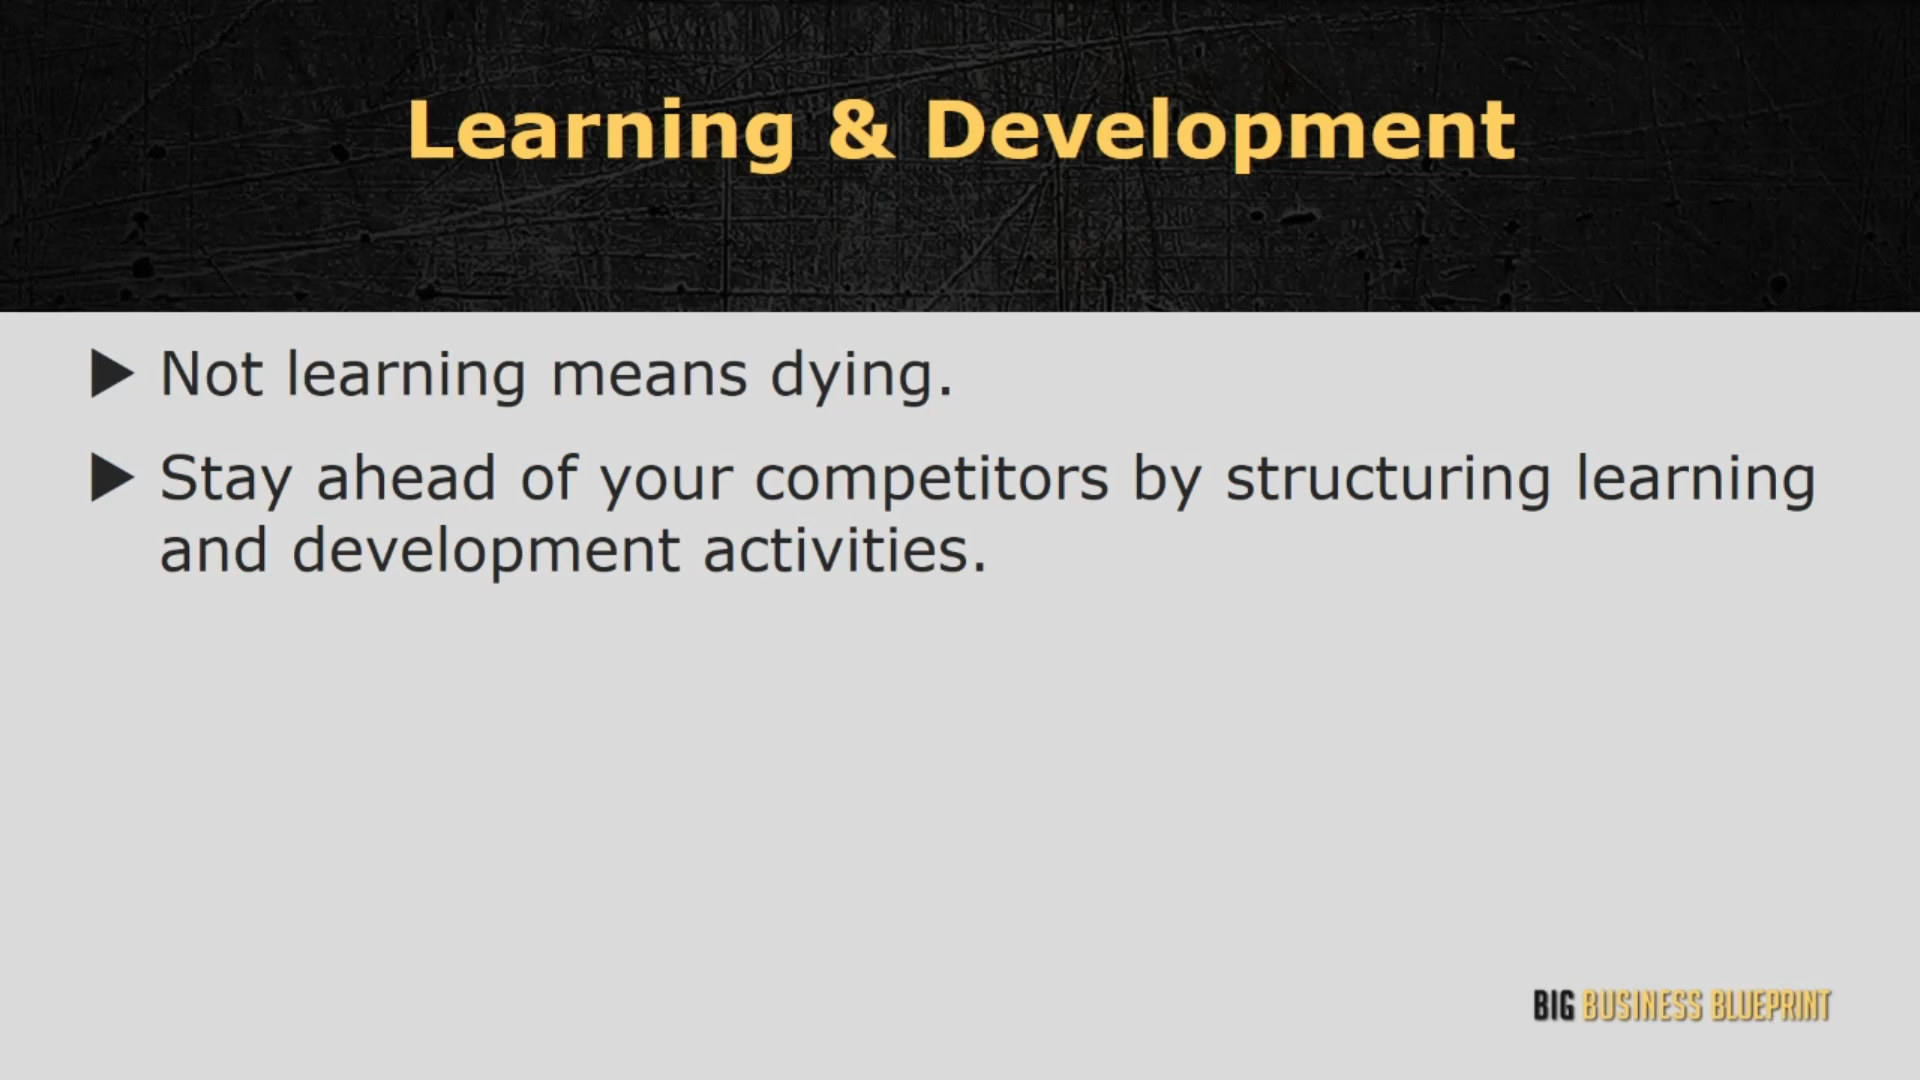 Learning & Development
Not learning means dying.
Stay ahead of your competitors by structuring learning
and development activities.
BIG BUSINESS BLUEPRINT